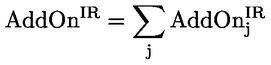 AddOn^IR = ∑_j AddOn_j^IR